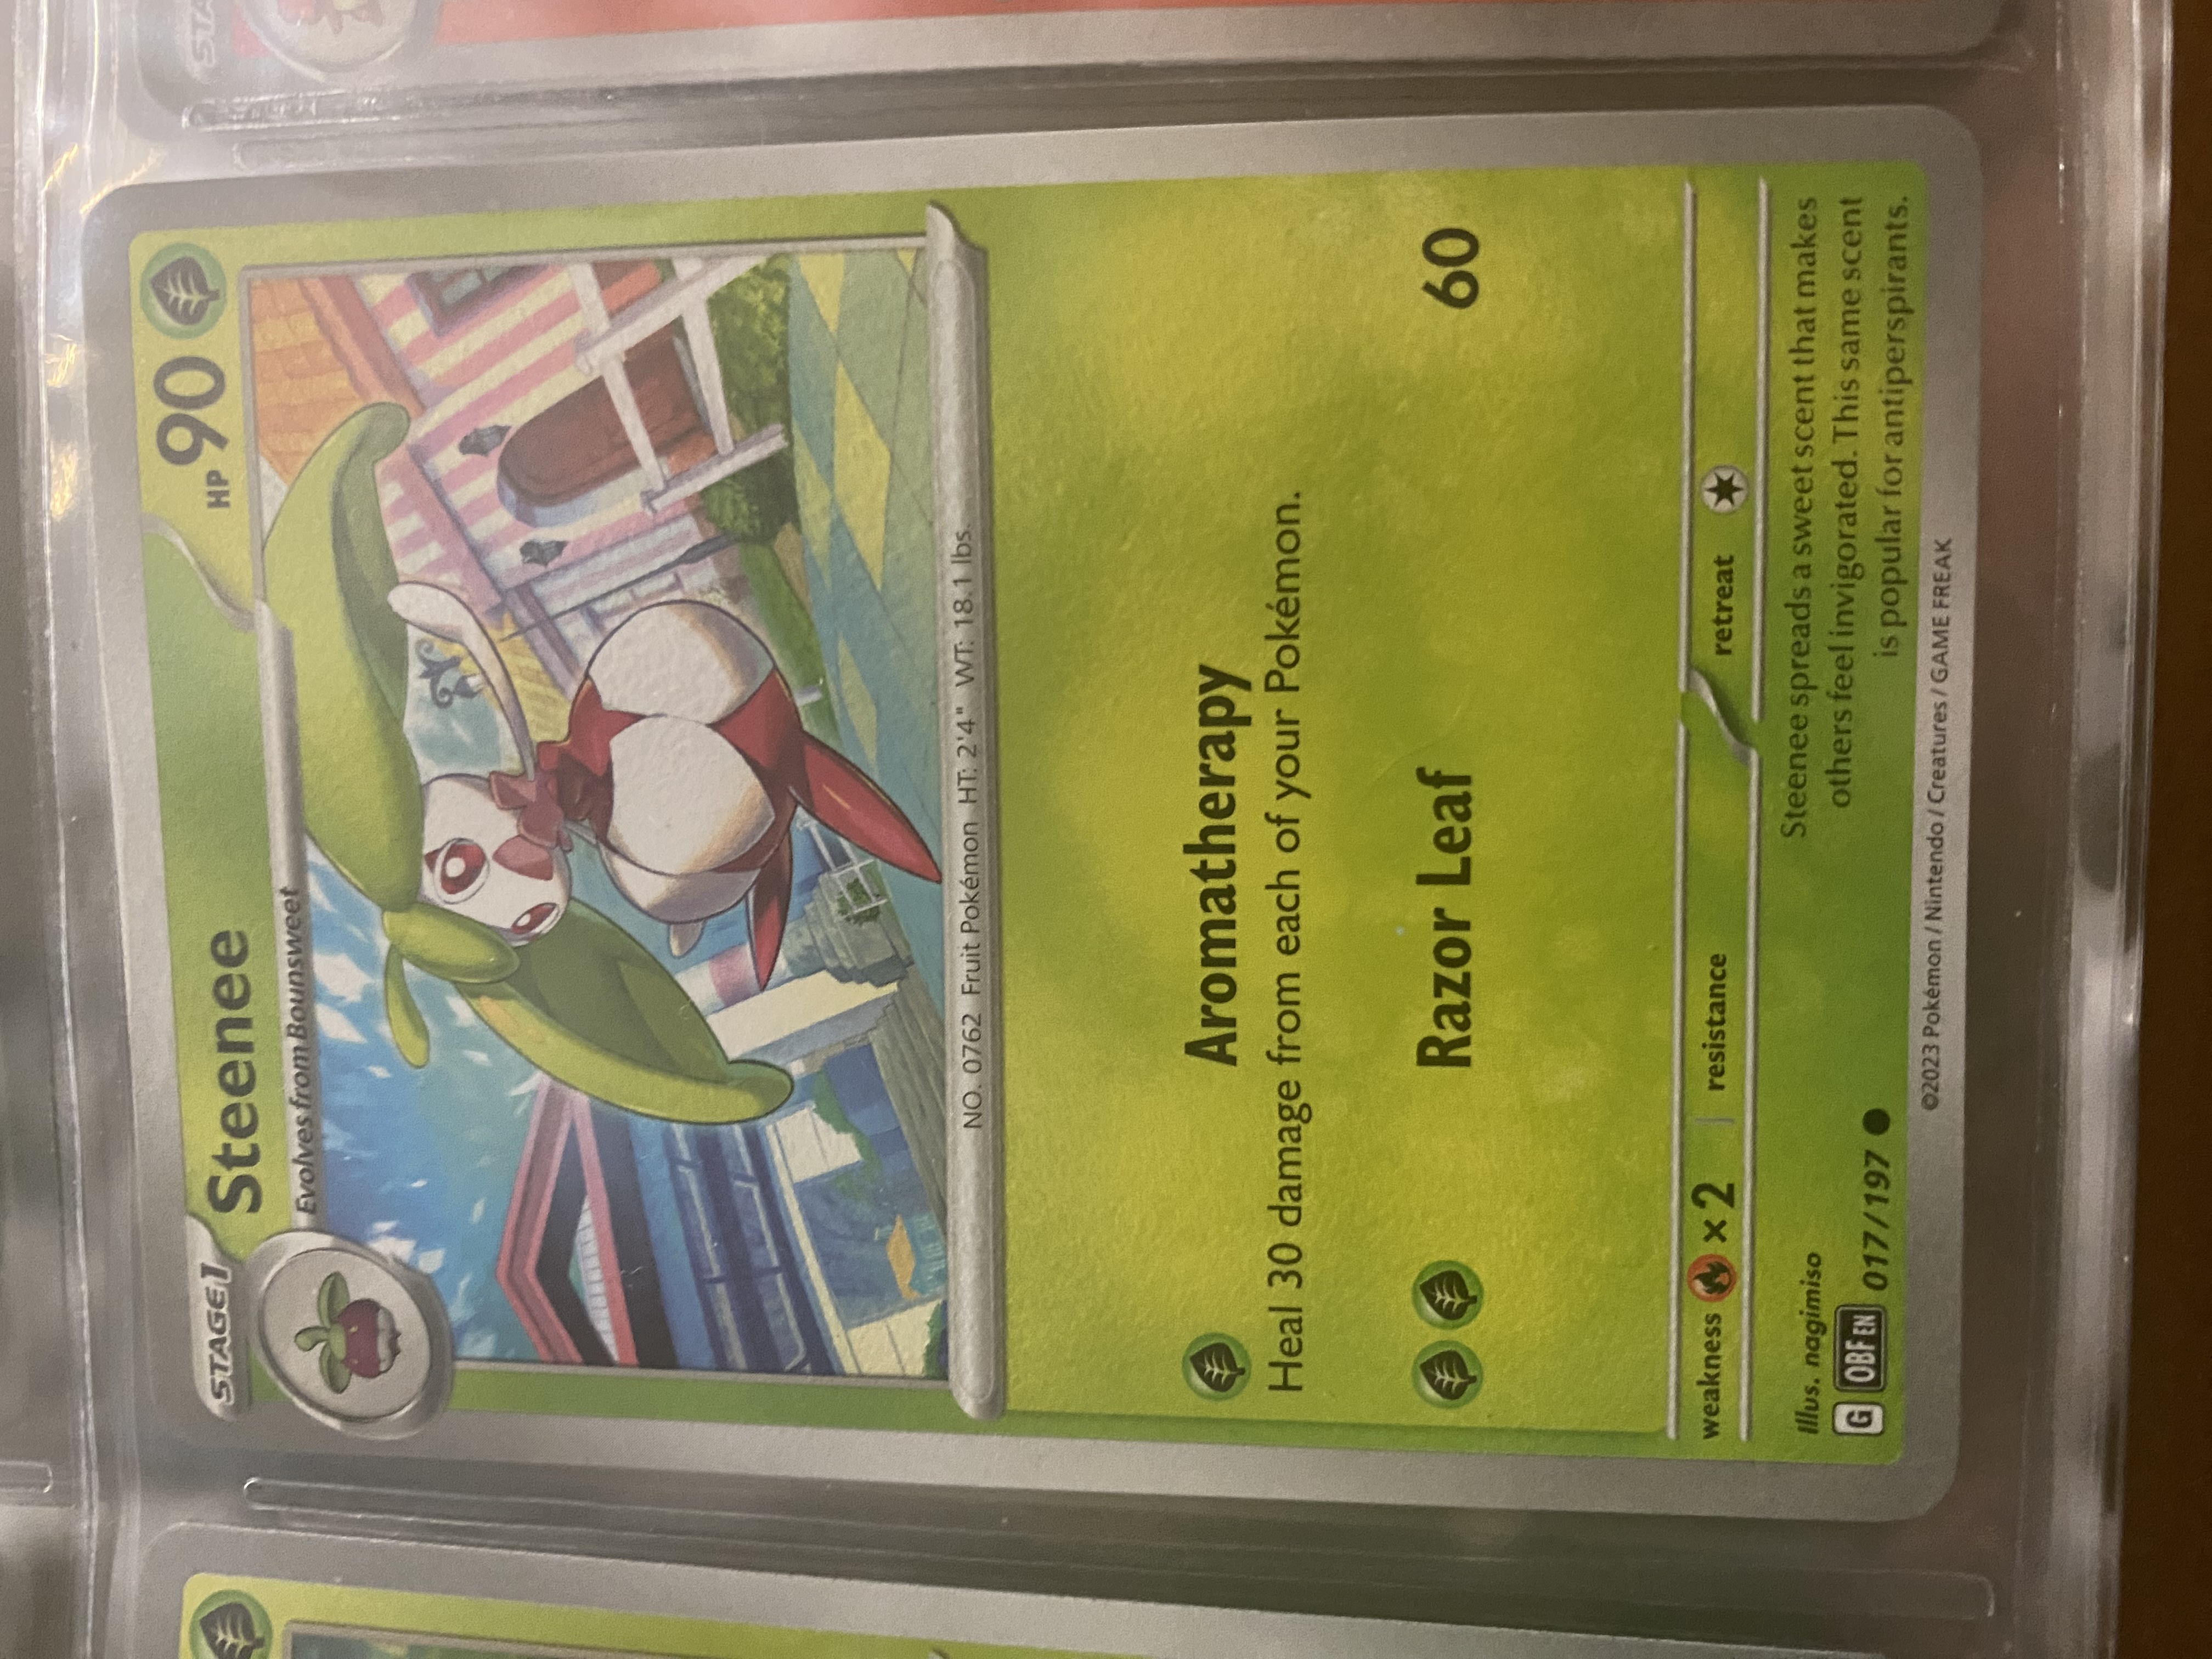 STAGE 1
Steenee
HP 90
Evolves from Bounsweet
NO. 0762 Fruit Pokémon HT: 2'4" WT: 18.1 lbs.
Aromatherapy
Heal 30 damage from each of your Pokémon.
Razor Leaf 60
weakness ×2 resistance retreat
Illus. nagimiso
G OBF EN 017/197
Steenee spreads a sweet scent that makes
others feel invigorated. This same scent
is popular for antiperspirants.
©2023 Pokémon / Nintendo / Creatures / GAME FREAK
STA